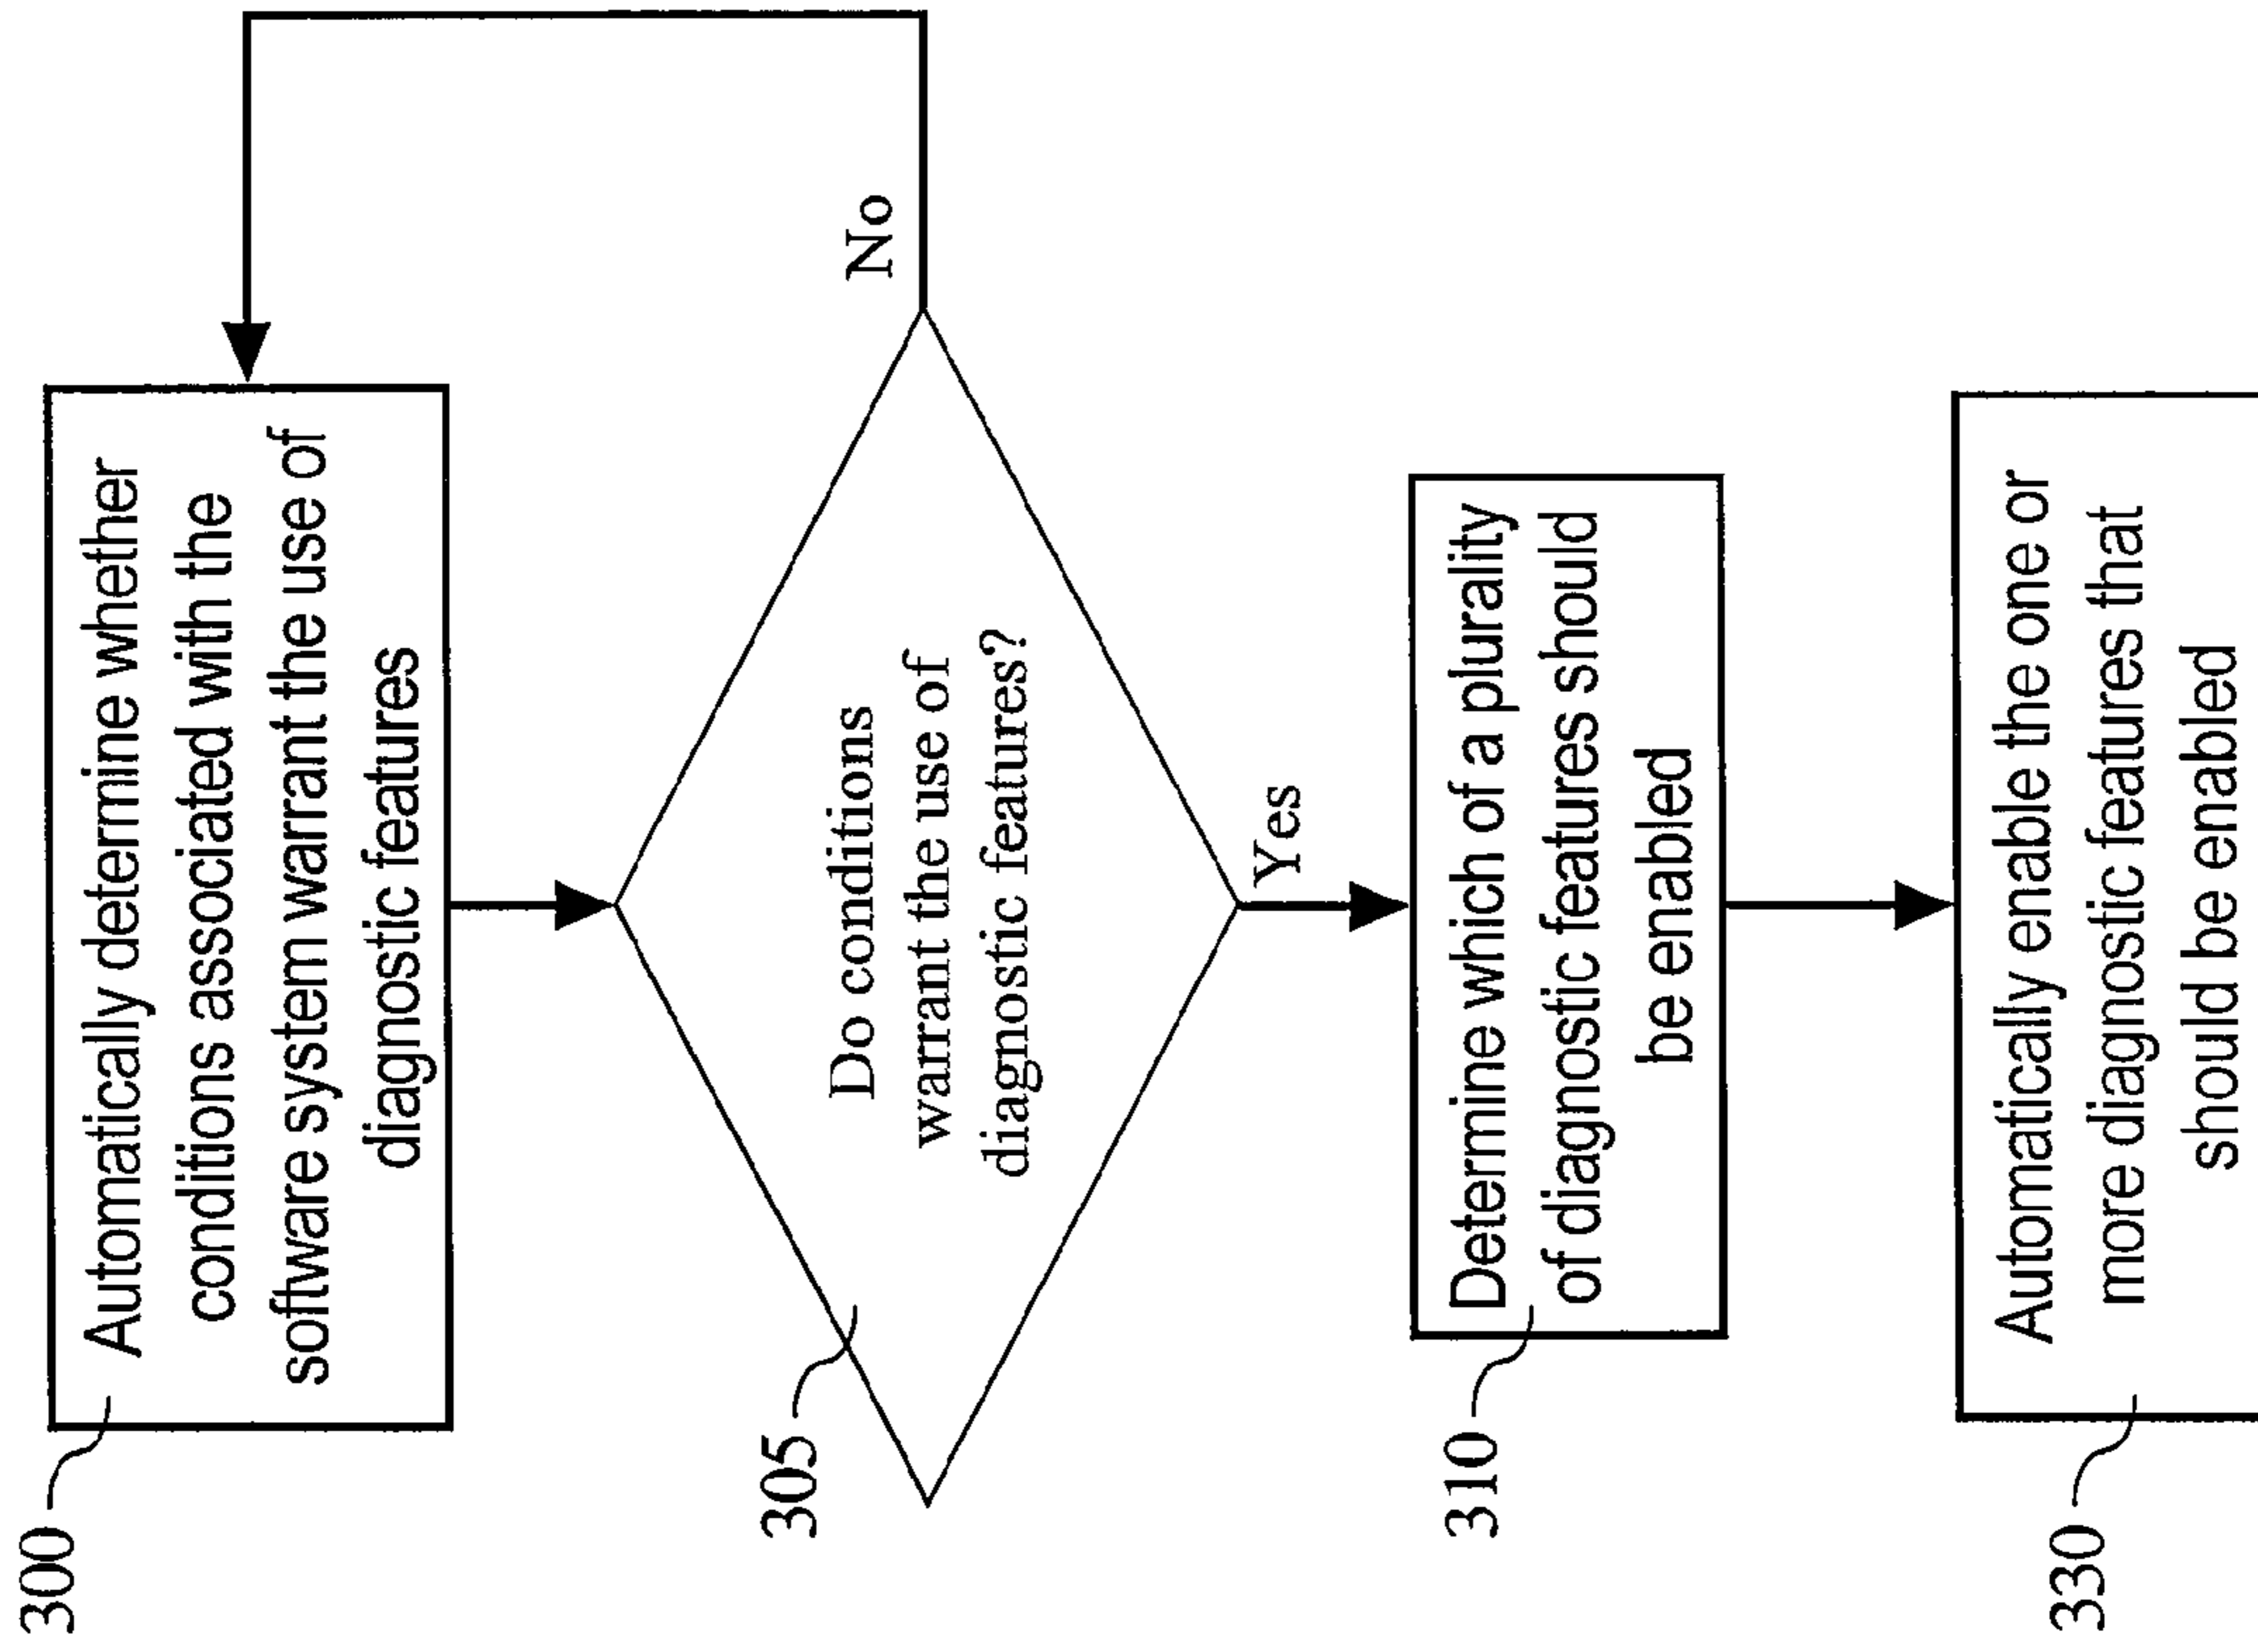 300
Automatically determine whether
conditions associated with the
software system warrant the use of
diagnostic features
305
Do conditions
warrant the use of
diagnostic features?
No
Yes
310
Determine which of a plurality
of diagnostic features should
be enabled
330
Automatically enable the one or
more diagnostic features that
should be enabled